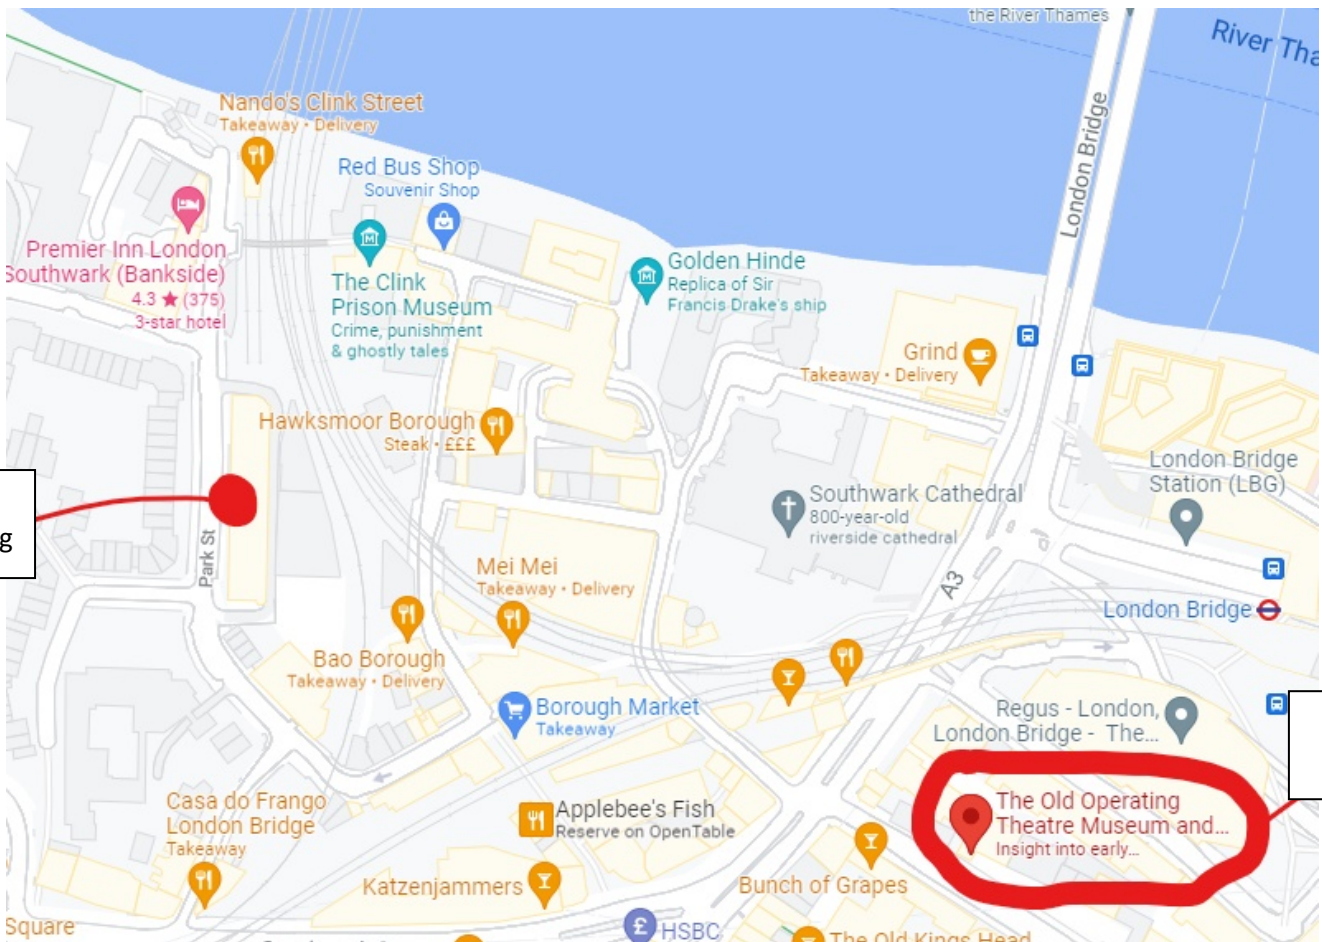 the River Thames
River Tha
Nando's Clink Street
Takeaway • Delivery
Red Bus Shop
Souvenir Shop
London Bridge
Premier Inn London
Southwark (Bankside)
4.3 ★ (375)
3-star hotel
The Clink
Prison Museum
Crime, punishment
& ghostly tales
Golden Hinde
Replica of Sir
Francis Drake's ship
Grind
Takeaway • Delivery
Hawksmoor Borough
Steak • £££
London Bridge
Station (LBG)
Southwark Cathedral
800-year-old
riverside cathedral
g
Park St
Mei Mei
Takeaway • Delivery
A3
London Bridge
Bao Borough
Takeaway • Delivery
Borough Market
Takeaway
Regus - London,
London Bridge - The...
Casa do Frango
London Bridge
Takeaway
Applebee's Fish
Reserve on OpenTable
The Old Operating
Theatre Museum and...
Insight into early...
Katzenjammers
Bunch of Grapes
Square
HSBC
The Old Kings Head